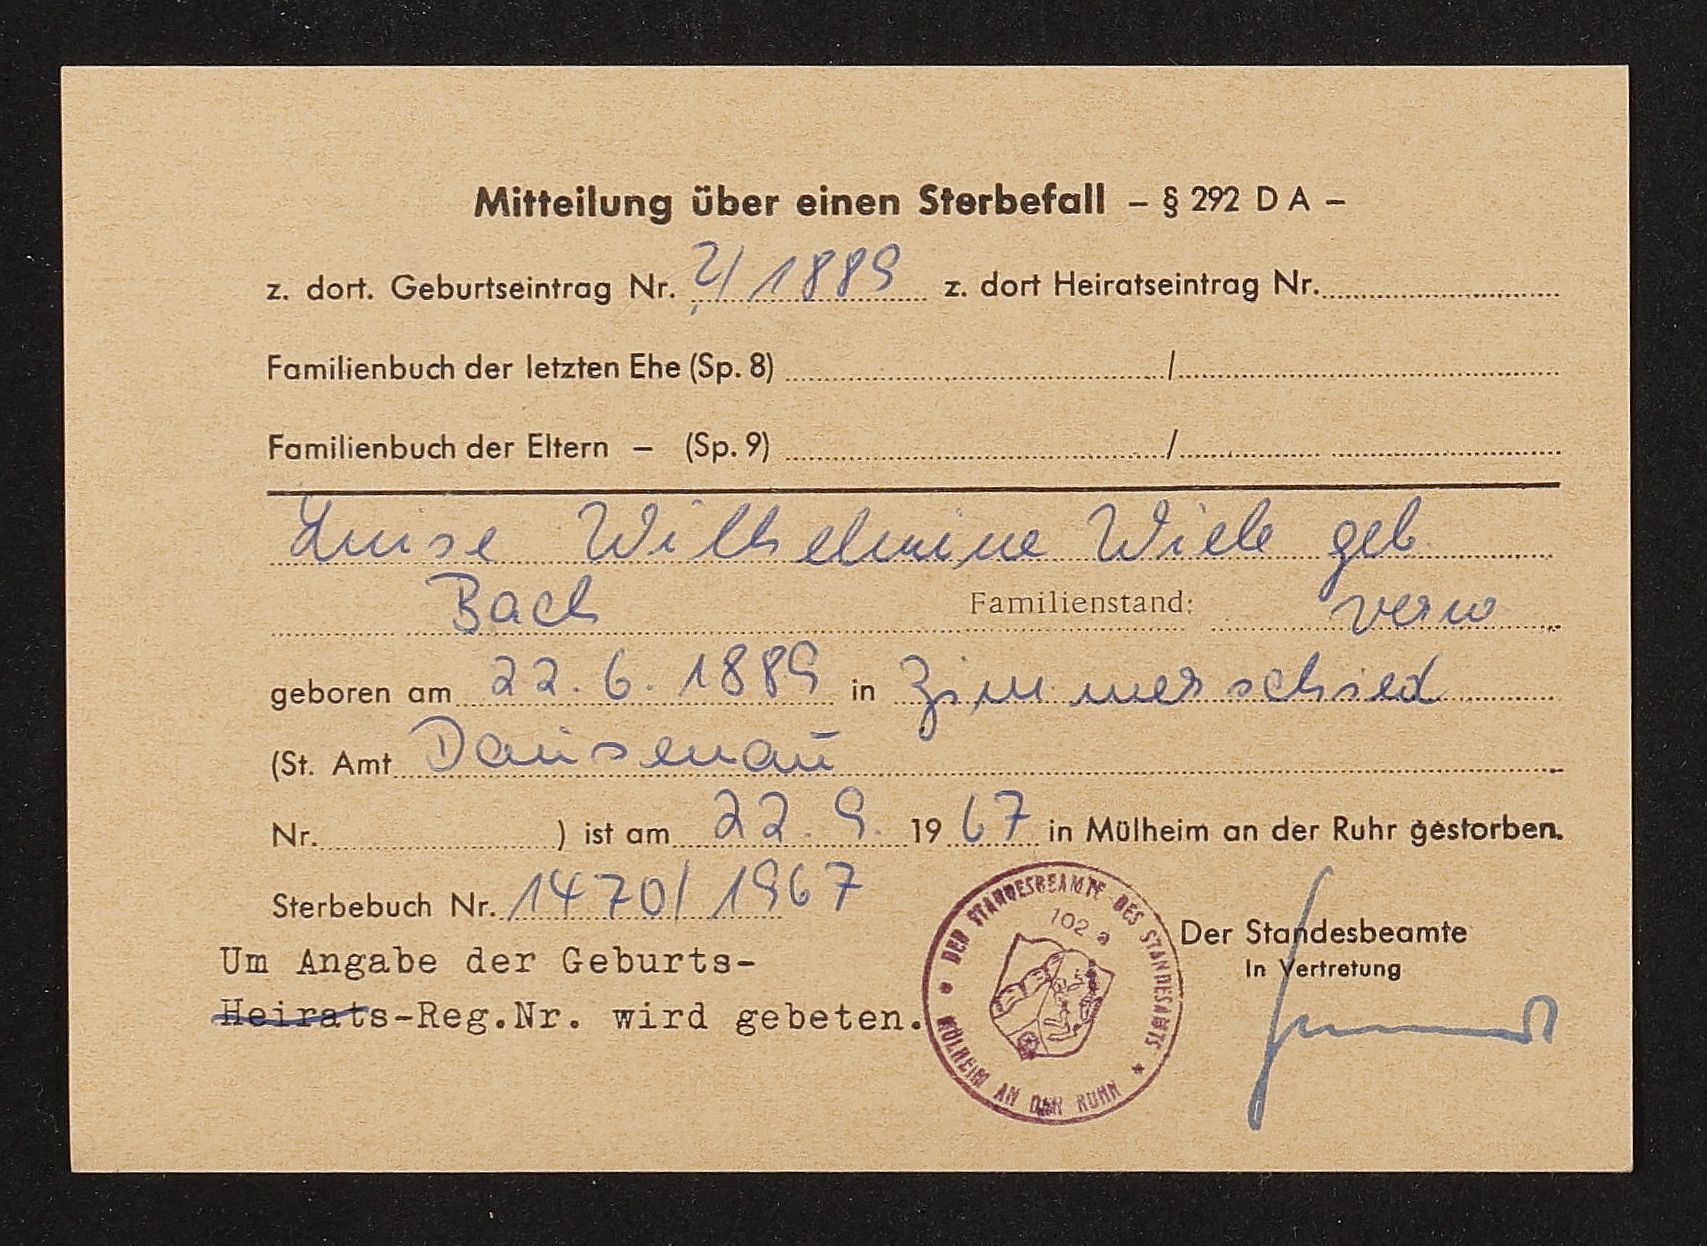 Mitteilung über einen Sterbefall – § 292 D A –
z. dort. Geburtseintrag Nr. 21/1889 z. dort Heiratseintrag Nr.
Familienbuch der letzten Ehe (Sp. 8) /
Familienbuch der Eltern – (Sp. 9) /
Luise Wilhelmine Wiele geb
Bach Familienstand: verw
geboren am 22.6.1889 in Zimmerschied
(St. Amt Dausenau
Nr. ) ist am 22.9. 1967 in Mülheim an der Ruhr gestorben.
Sterbebuch Nr. 1470/1967
Der Standesbeamte
In Vertretung
Um Angabe der Geburts-
Heirats-Reg.Nr. wird gebeten.
DER STANDESBEAMTE DES STANDESAMTS
102 a
MÜLHEIM AN DER RUHR